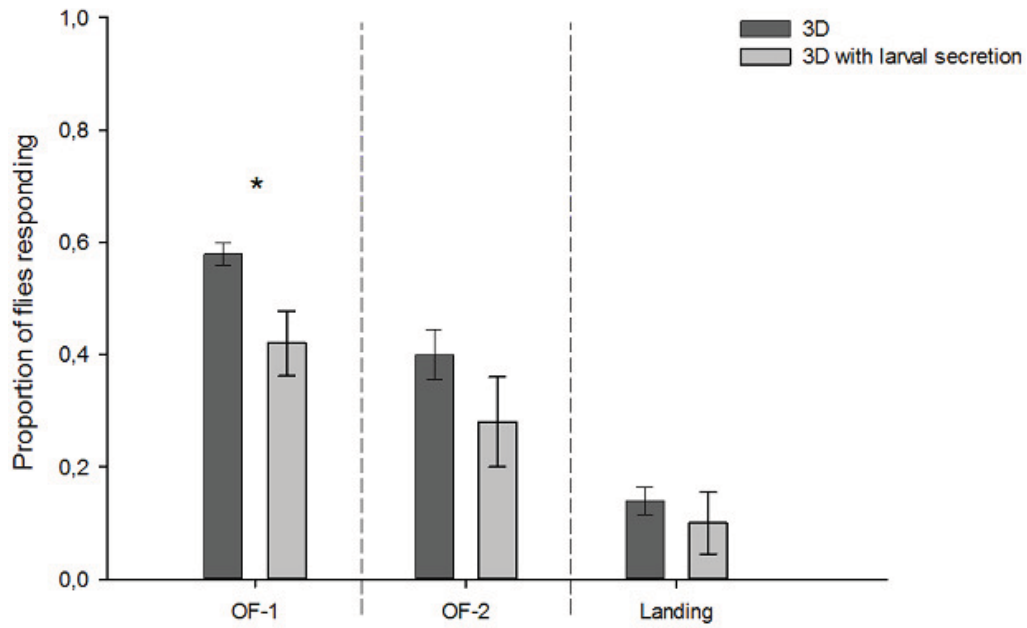 1,0
0,8
0,6
0,4
0,2
0,0
Proportion of flies responding
3D
3D with larval secretion
*
OF-1
OF-2
Landing